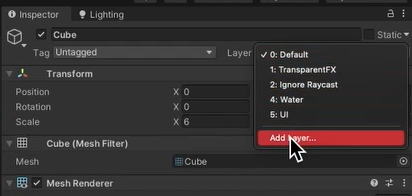 Inspector
Lighting
Cube
Static
Tag Untagged Layer
✓ 0: Default
1: TransparentFX
2: Ignore Raycast
4: Water
5: UI
Add Layer...
Transform
Position X 0
Rotation X 0
Scale X 6
Cube (Mesh Filter)
Mesh Cube
Mesh Renderer